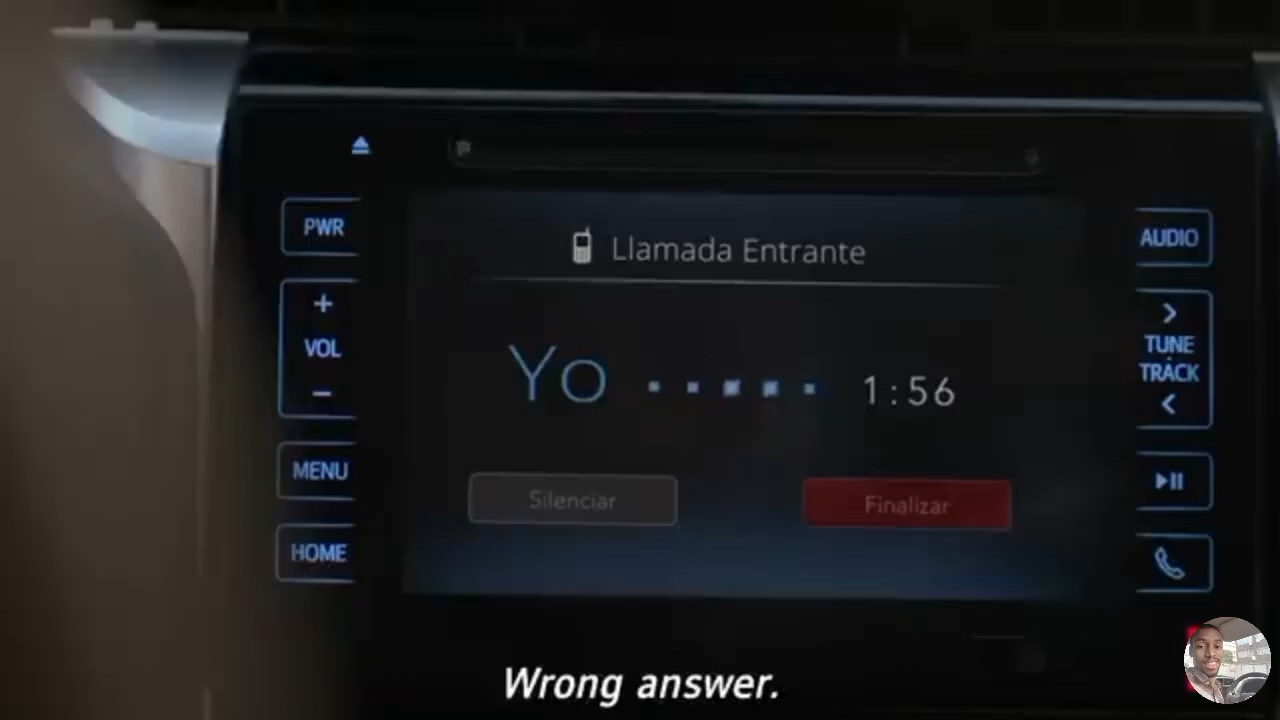 PWR
AUDIO
Llamada Entrante
+
VOL
−
>
TUNE
TRACK
<
Yo
1:56
MENU
Silenciar
Finalizar
HOME
Wrong answer.